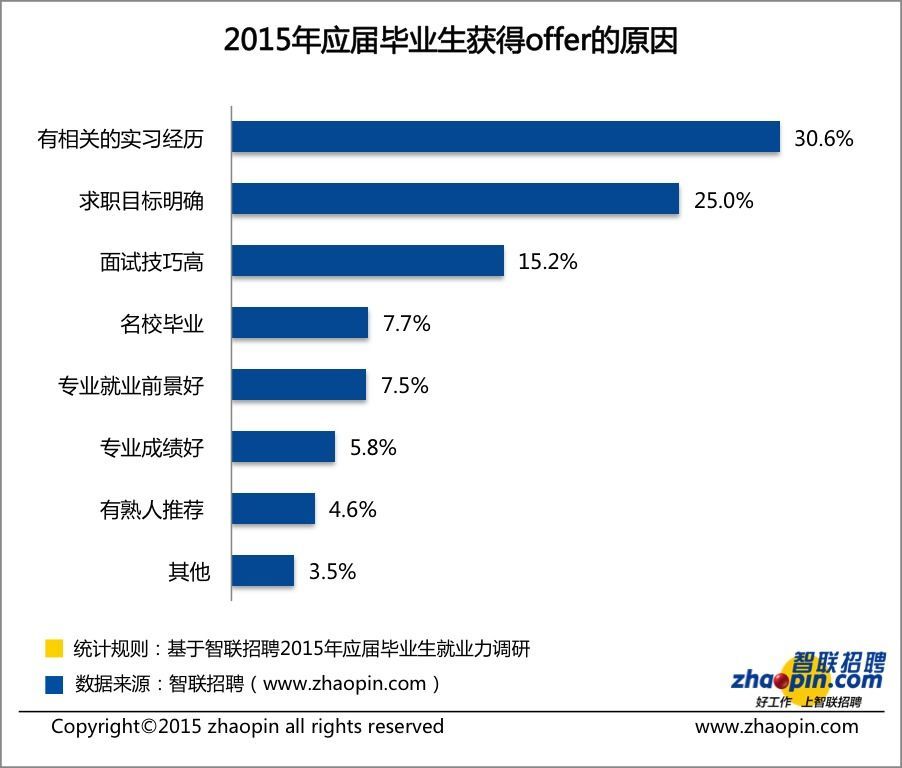 2015年应届毕业生获得offer的原因
有相关的实习经历 30.6%
求职目标明确 25.0%
面试技巧高 15.2%
名校毕业 7.7%
专业就业前景好 7.5%
专业成绩好 5.8%
有熟人推荐 4.6%
其他 3.5%
统计规则：基于智联招聘2015年应届毕业生就业力调研
数据来源：智联招聘（www.zhaopin.com）
智联招聘
zhaopin.com
好工作 上智联招聘
Copyright©2015 zhaopin all rights reserved
www.zhaopin.com